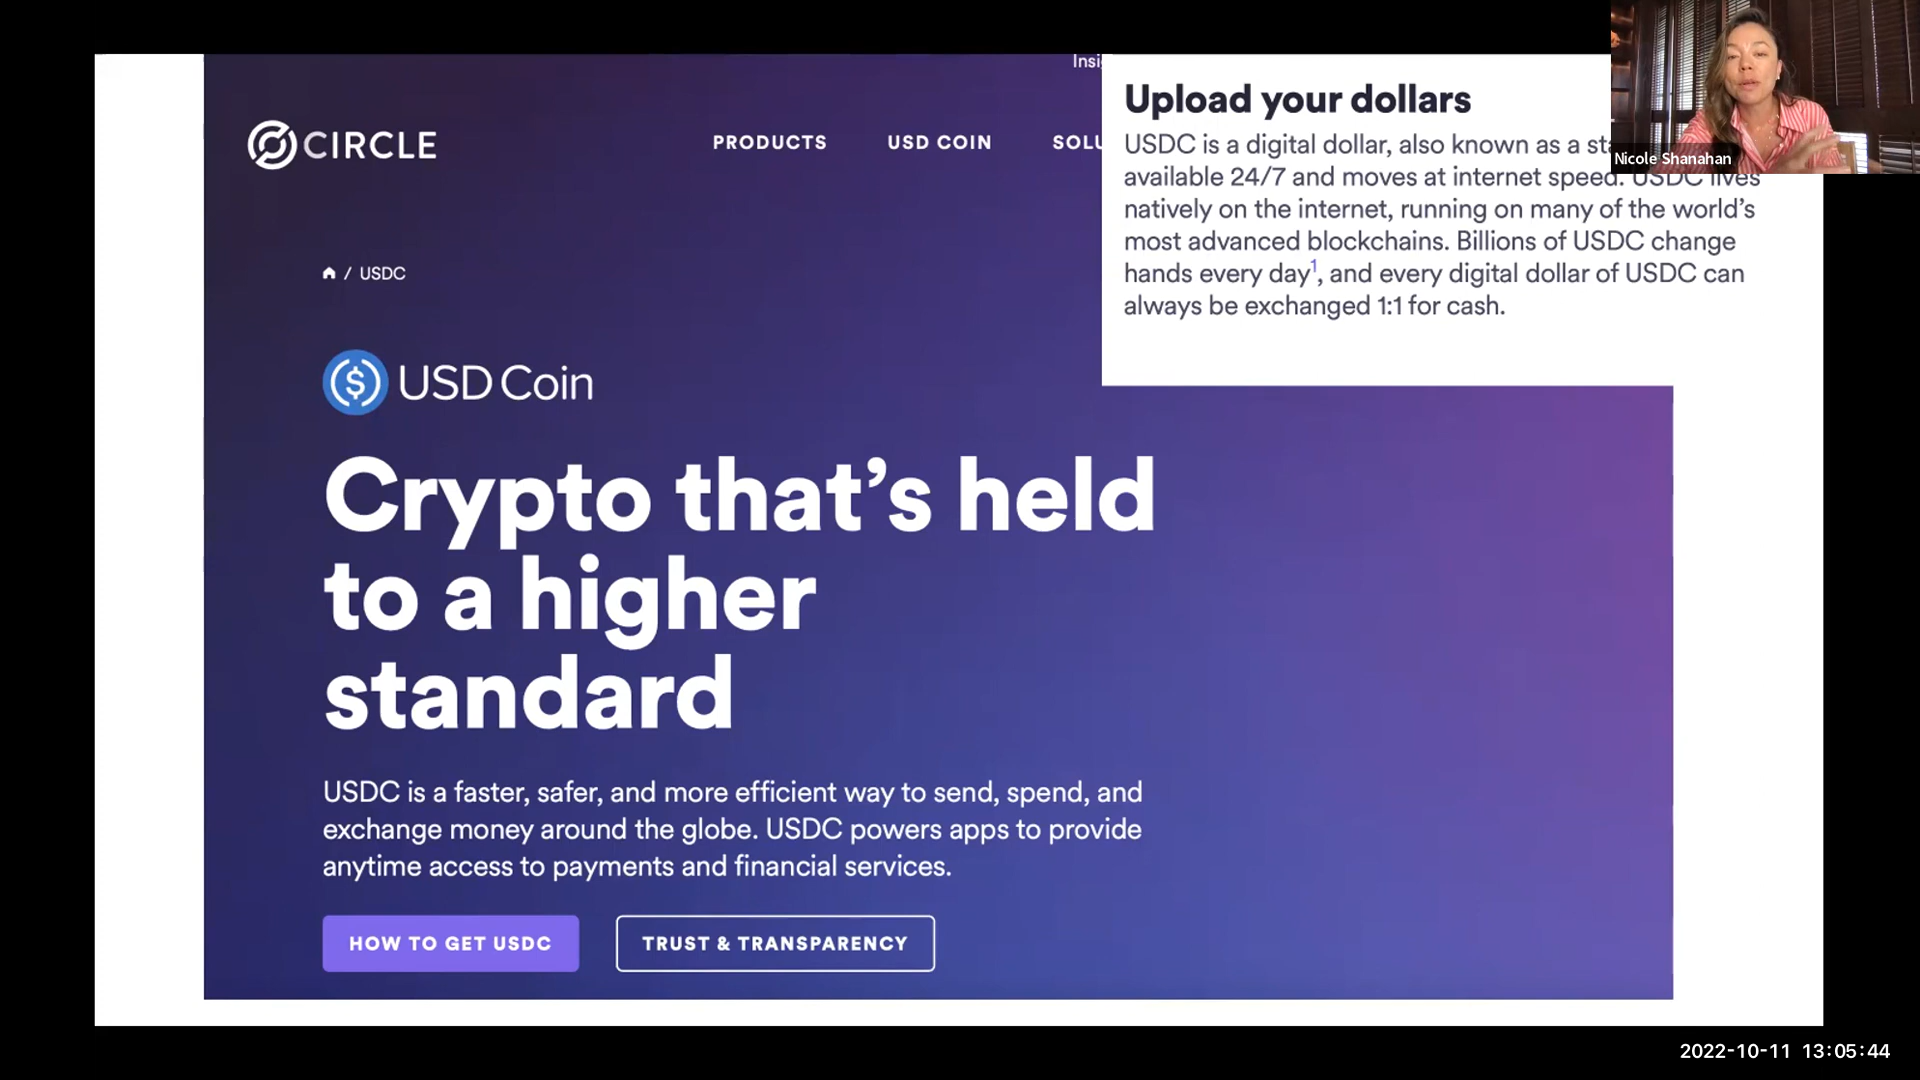 Insi
CIRCLE
PRODUCTS
USD COIN
SOLU
/ USDC
USD Coin
Crypto that's held
to a higher
standard
USDC is a faster, safer, and more efficient way to send, spend, and
exchange money around the globe. USDC powers apps to provide
anytime access to payments and financial services.
HOW TO GET USDC
TRUST & TRANSPARENCY
Upload your dollars
USDC is a digital dollar, also known as a sta
available 24/7 and moves at internet speed. USDC lives
natively on the internet, running on many of the world's
most advanced blockchains. Billions of USDC change
hands every day¹, and every digital dollar of USDC can
always be exchanged 1:1 for cash.
Nicole Shanahan
2022-10-11 13:05:44